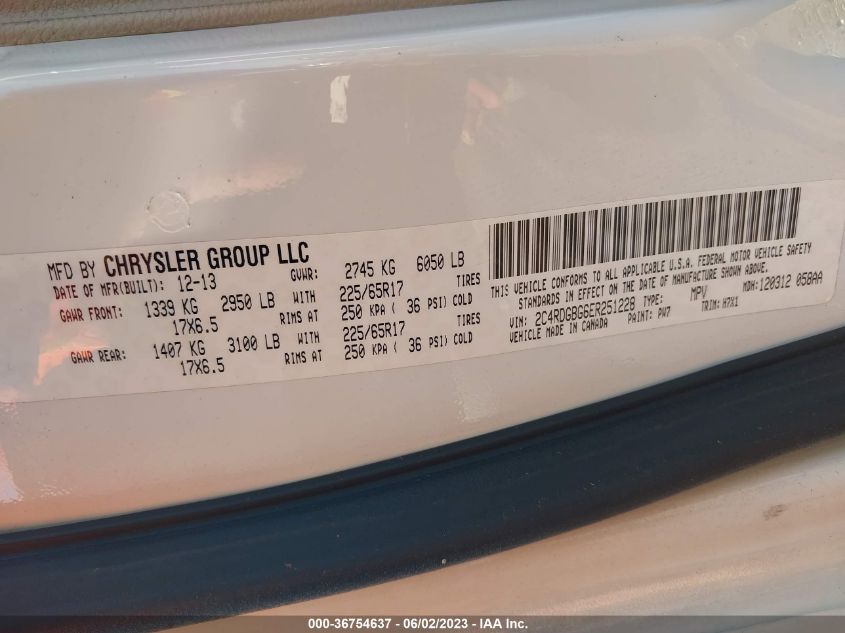 MFD BY CHRYSLER GROUP LLC
DATE OF MFR(BUILT): 12-13 GVWR: 2745 KG 6050 LB
GAWR FRONT: 1339 KG 2950 LB WITH 225/65R17 TIRES
17X6.5 RIMS AT 250 KPA ( 36 PSI) COLD
GAWR REAR: 1407 KG 3100 LB WITH 225/65R17 TIRES
17X6.5 RIMS AT 250 KPA ( 36 PSI) COLD
THIS VEHICLE CONFORMS TO ALL APPLICABLE U.S.A. FEDERAL MOTOR VEHICLE SAFETY
STANDARDS IN EFFECT ON THE DATE OF MANUFACTURE SHOWN ABOVE.
VIN: 2C4RDGBG6ER251228 TYPE: MPV MDH: 120312 058AA
VEHICLE MADE IN CANADA PAINT: PW7 TRIM: H7X1
000-36754637 - 06/02/2023 - IAA Inc.